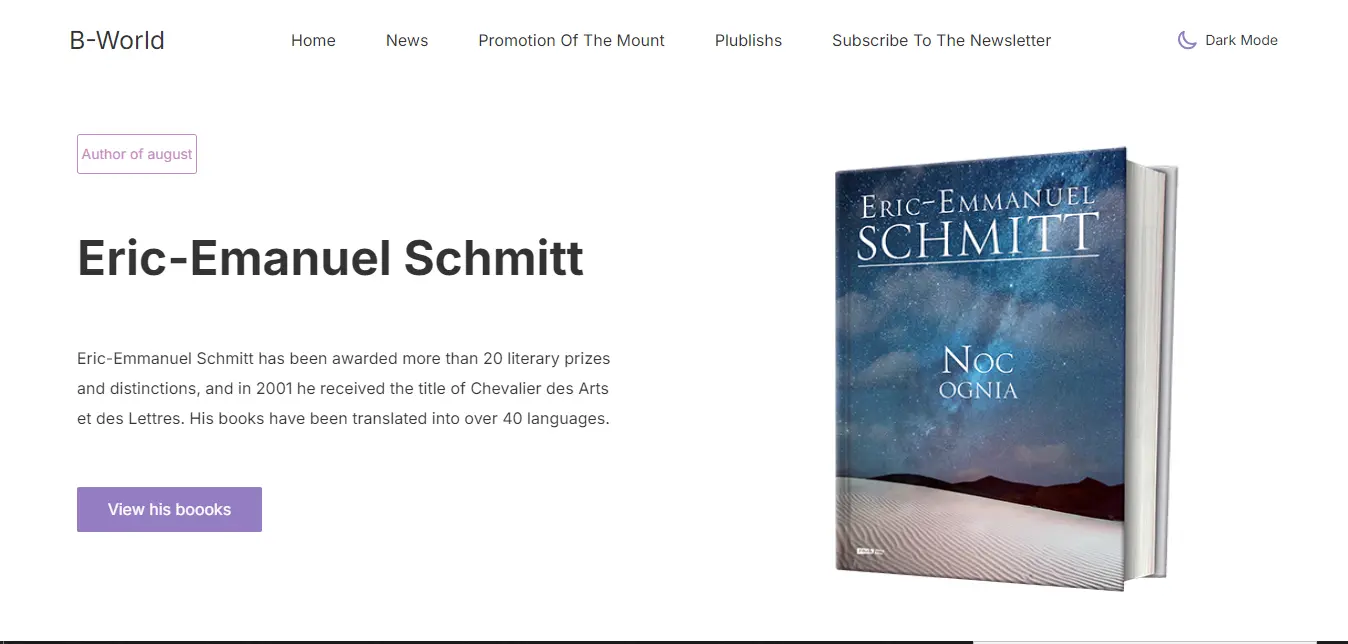 B-World
Home
News
Promotion Of The Mount
Plublishs
Subscribe To The Newsletter
Dark Mode
Author of august
Eric-Emanuel Schmitt
Eric-Emmanuel Schmitt has been awarded more than 20 literary prizes
and distinctions, and in 2001 he received the title of Chevalier des Arts
et des Lettres. His books have been translated into over 40 languages.
View his boooks
ERIC-EMMANUEL
SCHMITT
NOC
OGNIA